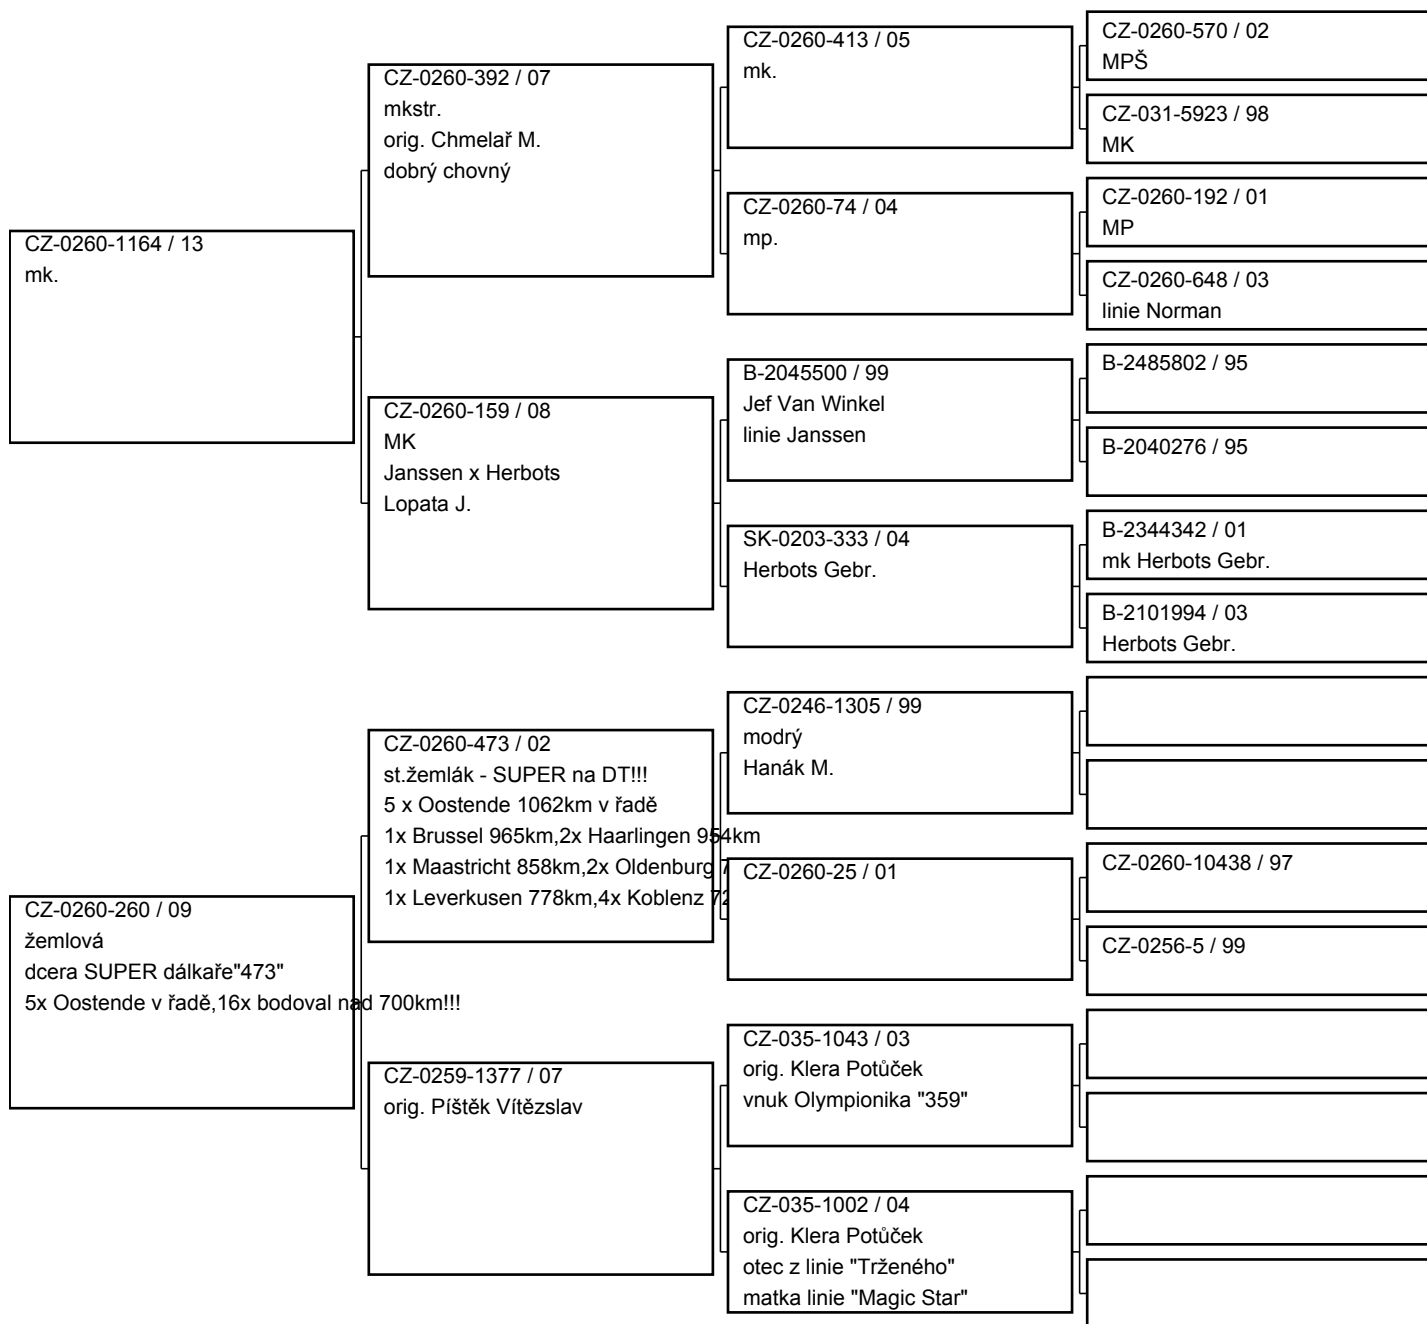 CZ-0260-1164 / 13
mk.
CZ-0260-260 / 09
žemlová
dcera SUPER dálkaře"473"
5x Oostende v řadě,16x bodoval nad 700km!!!
CZ-0260-392 / 07
mkstr.
orig. Chmelař M.
dobrý chovný
CZ-0260-159 / 08
MK
Janssen x Herbots
Lopata J.
CZ-0260-473 / 02
st.žemlák - SUPER na DT!!!
5 x Oostende 1062km v řadě
1x Brussel 965km,2x Haarlingen 954km
1x Maastricht 858km,2x Oldenburg 7
1x Leverkusen 778km,4x Koblenz 72
CZ-0259-1377 / 07
orig. Píštěk Vítězslav
CZ-0260-413 / 05
mk.
CZ-0260-74 / 04
mp.
B-2045500 / 99
Jef Van Winkel
linie Janssen
SK-0203-333 / 04
Herbots Gebr.
CZ-0246-1305 / 99
modrý
Hanák M.
CZ-0260-25 / 01
CZ-035-1043 / 03
orig. Klera Potůček
vnuk Olympionika "359"
CZ-035-1002 / 04
orig. Klera Potůček
otec z linie "Trženého"
matka linie "Magic Star"
CZ-0260-570 / 02
MPŠ
CZ-031-5923 / 98
MK
CZ-0260-192 / 01
MP
CZ-0260-648 / 03
linie Norman
B-2485802 / 95
B-2040276 / 95
B-2344342 / 01
mk Herbots Gebr.
B-2101994 / 03
Herbots Gebr.
CZ-0260-10438 / 97
CZ-0256-5 / 99